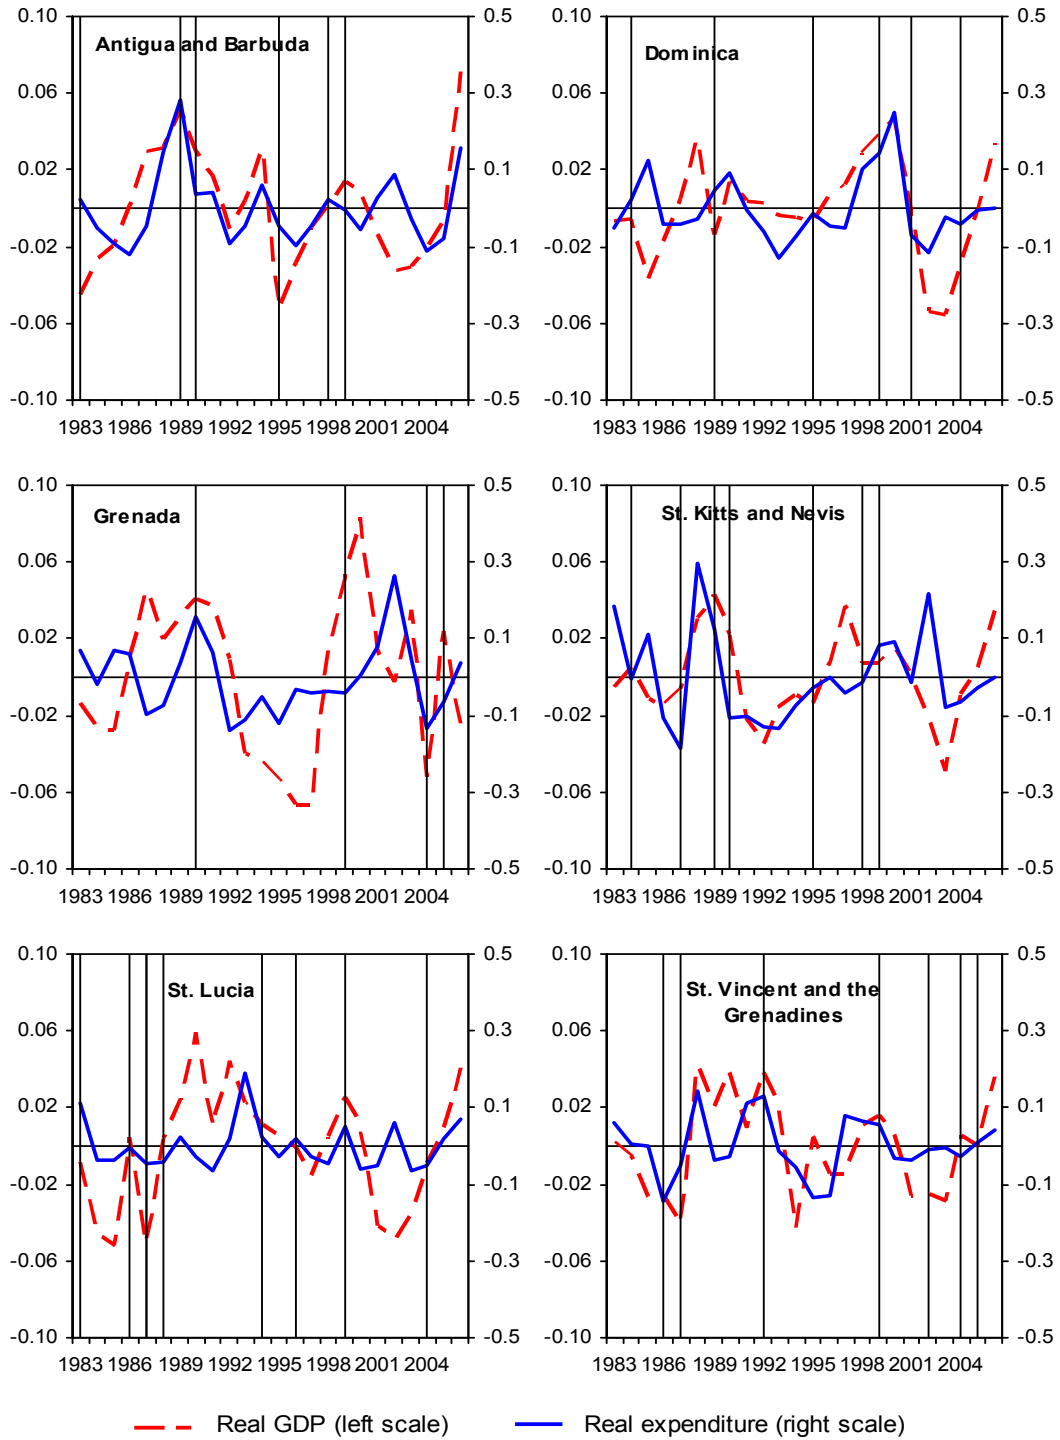 0.10 0.5 0.10 0.5
Antigua and Barbuda
Dominica
0.06 0.3 0.06 0.3
0.02 0.1 0.02 0.1
-0.02 -0.1 -0.02 -0.1
-0.06 -0.3 -0.06 -0.3
-0.10 -0.5 -0.10 -0.5
1983 1986 1989 1992 1995 1998 2001 2004 1983 1986 1989 1992 1995 1998 2001 2004
0.10 0.5 0.10 0.5
Grenada St. Kitts and Nevis
0.06 0.3 0.06 0.3
0.02 0.1 0.02 0.1
-0.02 -0.1 -0.02 -0.1
-0.06 -0.3 -0.06 -0.3
-0.10 -0.5 -0.10 -0.5
1983 1986 1989 1992 1995 1998 2001 2004 1983 1986 1989 1992 1995 1998 2001 2004
0.10 0.5 0.10 0.5
St. Lucia St. Vincent and the
Grenadines
0.06 0.3 0.06 0.3
0.02 0.1 0.02 0.1
-0.02 -0.1 -0.02 -0.1
-0.06 -0.3 -0.06 -0.3
-0.10 -0.5 -0.10 -0.5
1983 1986 1989 1992 1995 1998 2001 2004 1983 1986 1989 1992 1995 1998 2001 2004
Real GDP (left scale) Real expenditure (right scale)